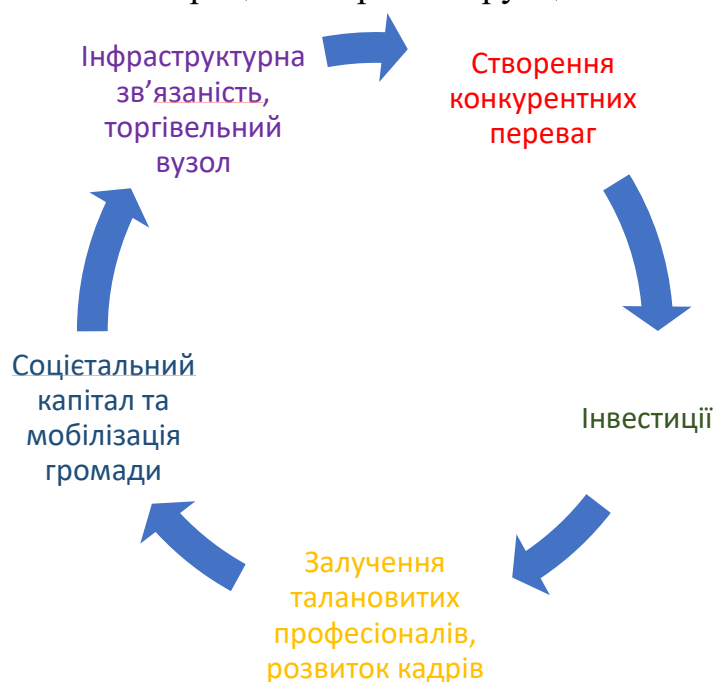 Інфраструктурна
зв’язаність,
торгівельний
вузол
Створення
конкурентних
переваг
Інвестиції
Залучення
талановитих
професіоналів,
розвиток кадрів
Соцієтальний
капітал та
мобілізація
громади